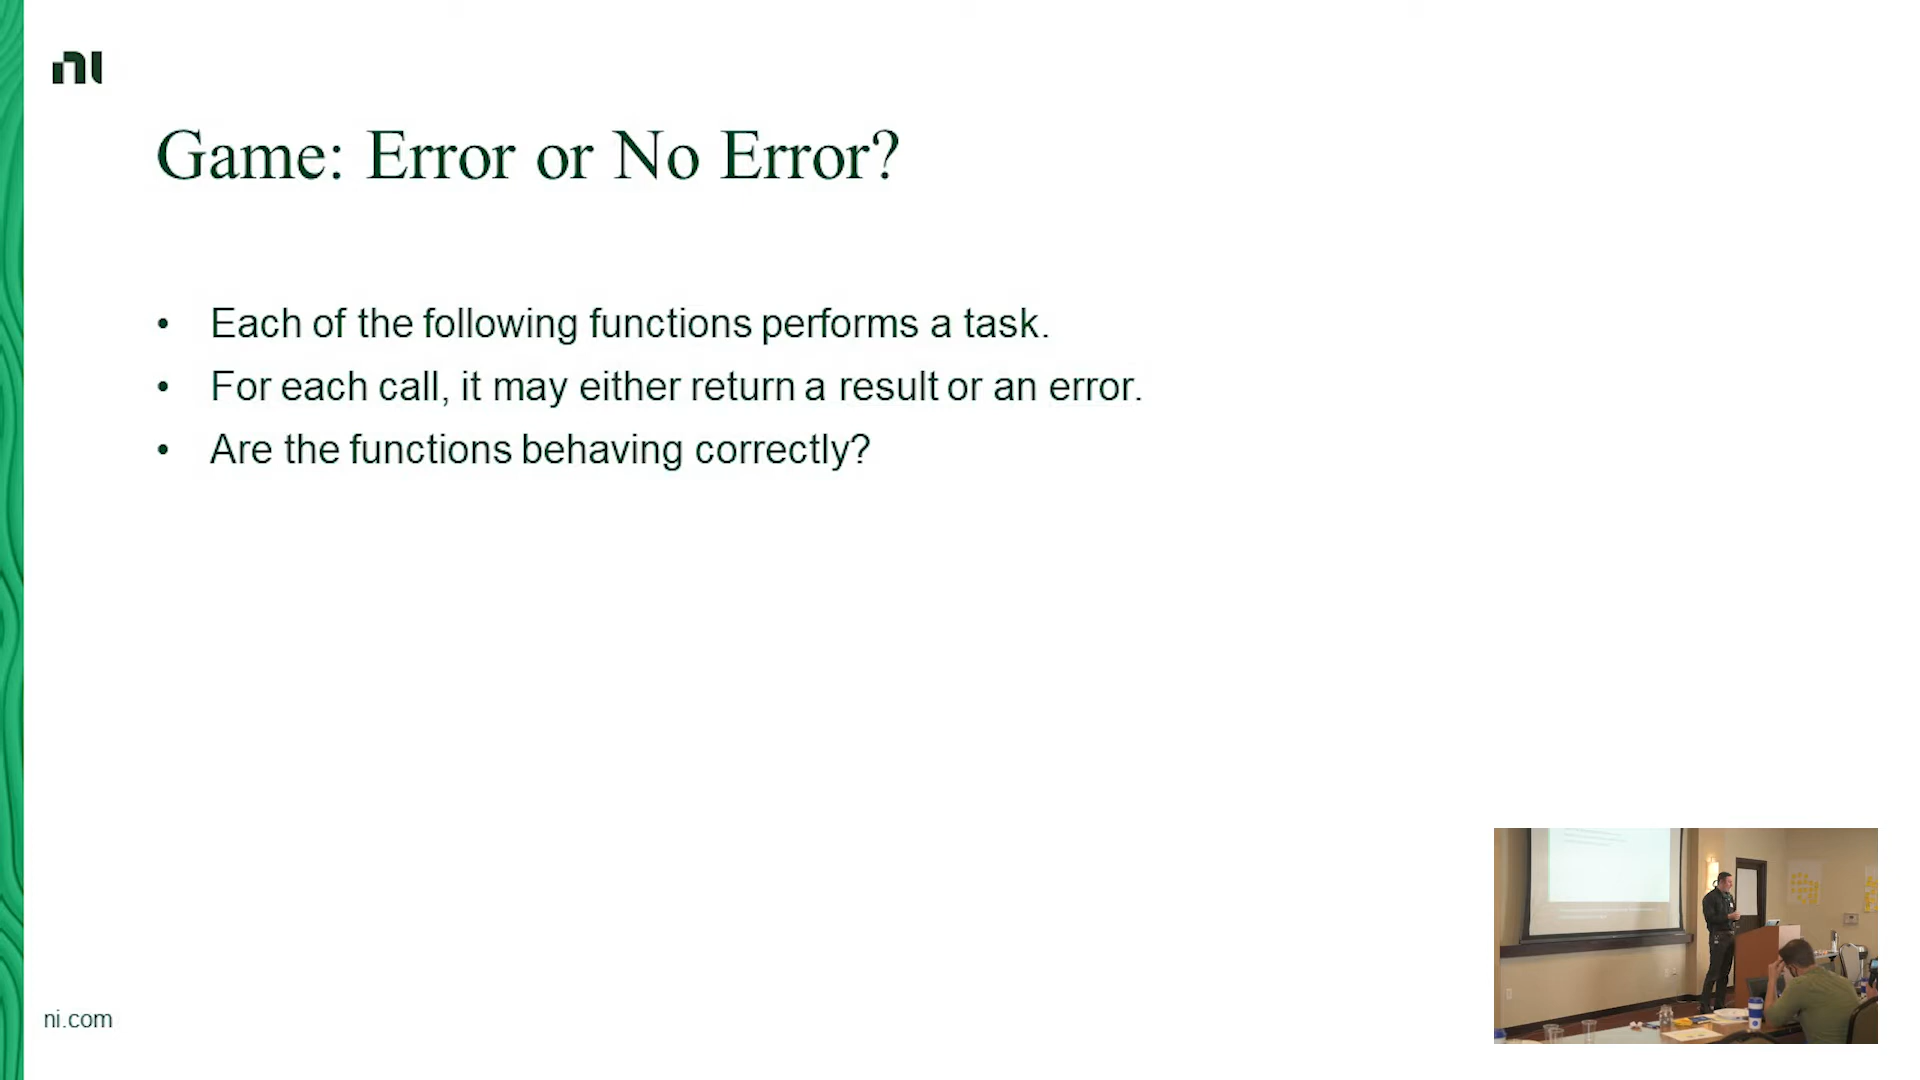 ni
Game: Error or No Error?
• Each of the following functions performs a task.
• For each call, it may either return a result or an error.
• Are the functions behaving correctly?
ni.com